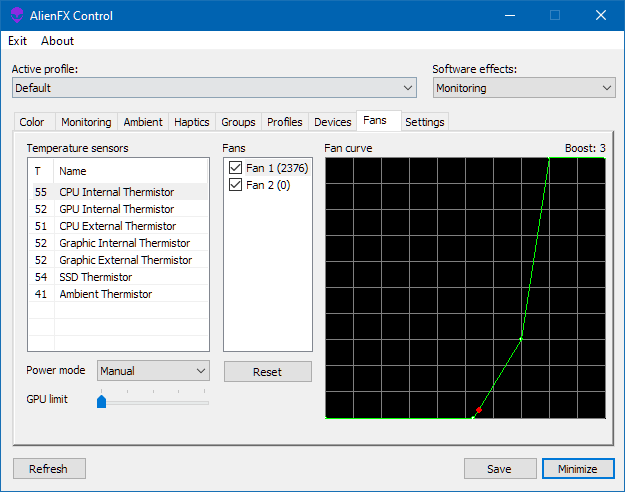 AlienFX Control
Exit About
Active profile:
Software effects:
Default
Monitoring
Color Monitoring Ambient Haptics Groups Profiles Devices Fans Settings
Temperature sensors
Fans
Fan curve
Boost: 3
T Name
55 CPU Internal Thermistor
52 GPU Internal Thermistor
51 CPU External Thermistor
52 Graphic Internal Thermistor
52 Graphic External Thermistor
54 SSD Thermistor
41 Ambient Thermistor
Fan 1 (2376)
Fan 2 (0)
Power mode Manual
Reset
GPU limit
Refresh
Save
Minimize